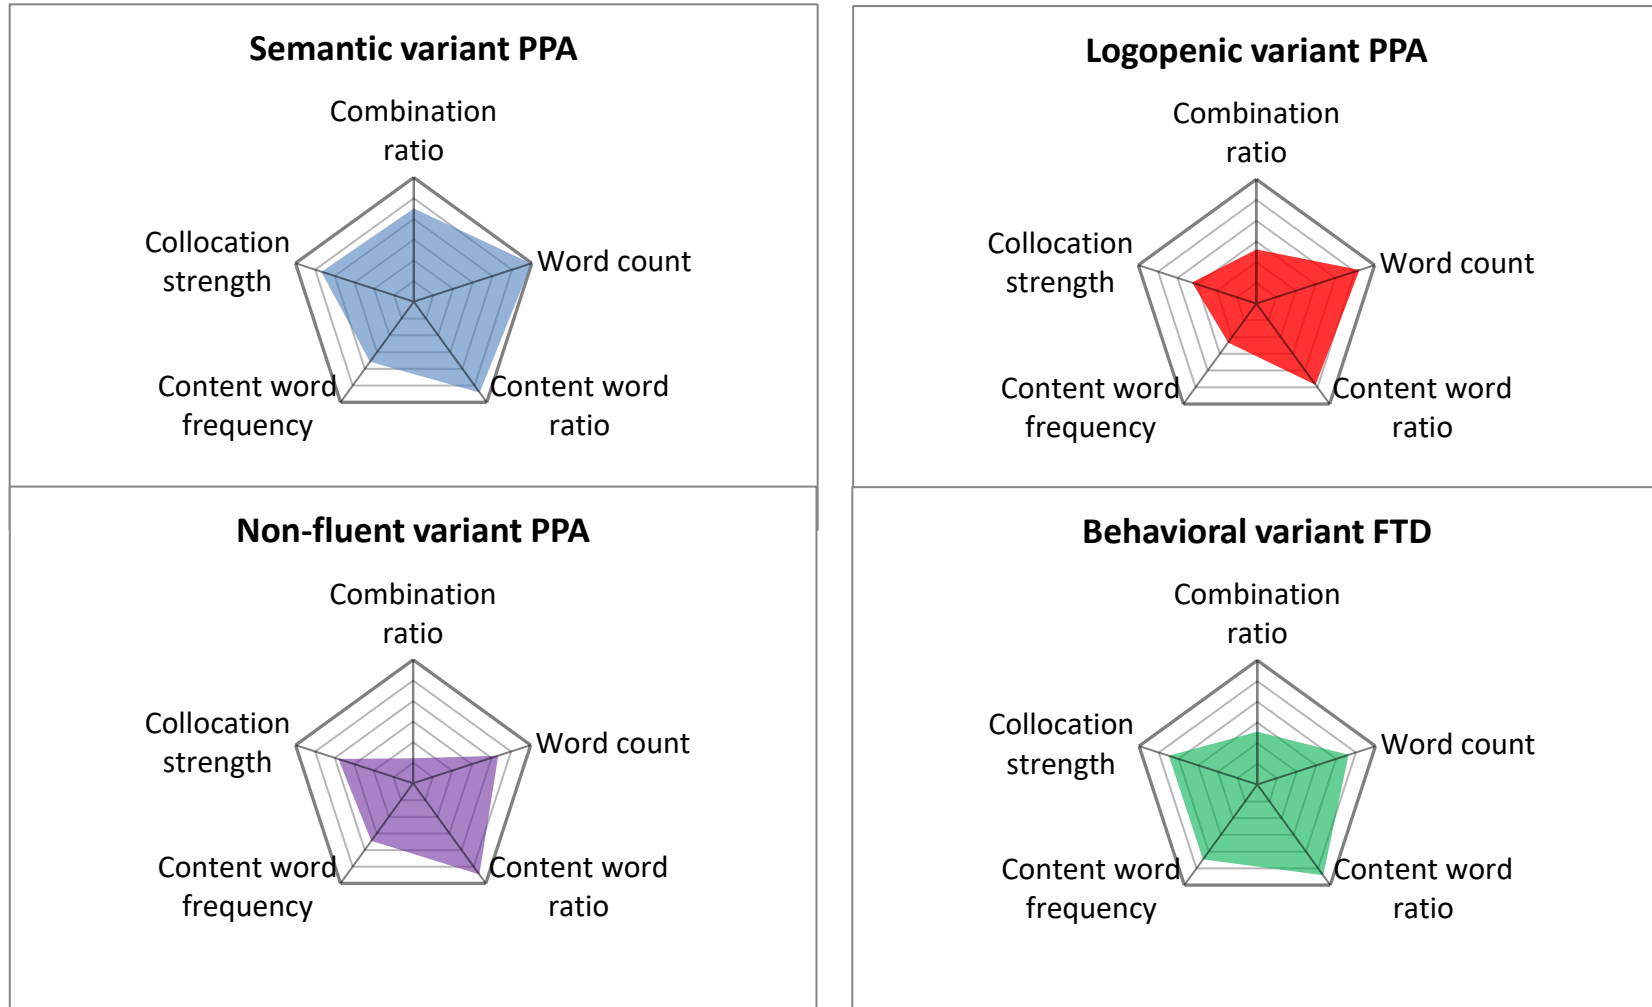 Semantic variant PPA
Combination
ratio
Collocation
strength
Word count
Content word
frequency
Content word
ratio
Logopenic variant PPA
Combination
ratio
Collocation
strength
Word count
Content word
frequency
Content word
ratio
Non-fluent variant PPA
Combination
ratio
Collocation
strength
Word count
Content word
frequency
Content word
ratio
Behavioral variant FTD
Combination
ratio
Collocation
strength
Word count
Content word
frequency
Content word
ratio